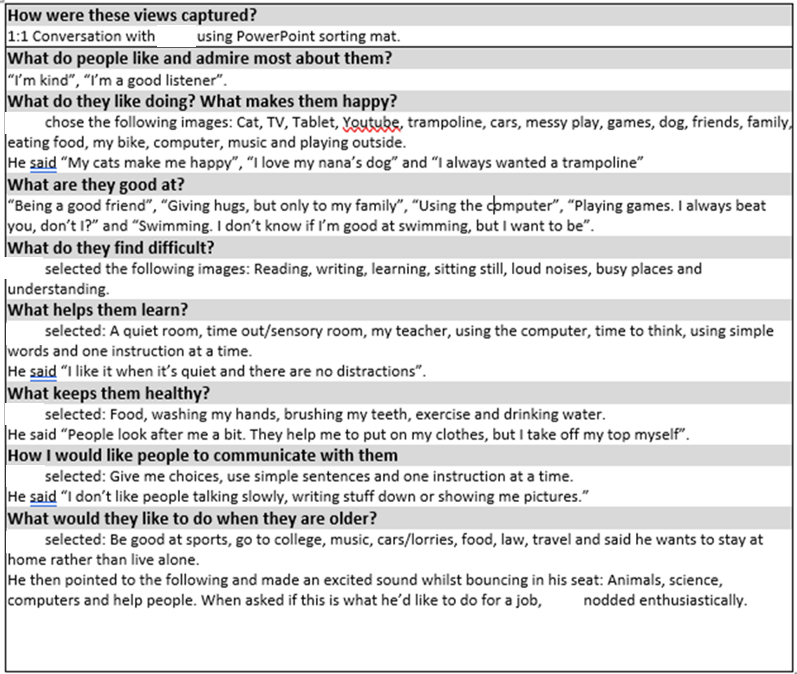 How were these views captured?
1:1 Conversation with using PowerPoint sorting mat.
What do people like and admire most about them?
“I’m kind”, “I’m a good listener”.
What do they like doing? What makes them happy?
chose the following images: Cat, TV, Tablet, Youtube, trampoline, cars, messy play, games, dog, friends, family,
eating food, my bike, computer, music and playing outside.
He said “My cats make me happy”, “I love my nana’s dog” and “I always wanted a trampoline”
What are they good at?
“Being a good friend”, “Giving hugs, but only to my family”, “Using the computer”, “Playing games. I always beat
you, don’t I?” and “Swimming. I don’t know if I’m good at swimming, but I want to be”.
What do they find difficult?
selected the following images: Reading, writing, learning, sitting still, loud noises, busy places and
understanding.
What helps them learn?
selected: A quiet room, time out/sensory room, my teacher, using the computer, time to think, using simple
words and one instruction at a time.
He said “I like it when it’s quiet and there are no distractions”.
What keeps them healthy?
selected: Food, washing my hands, brushing my teeth, exercise and drinking water.
He said “People look after me a bit. They help me to put on my clothes, but I take off my top myself”.
How I would like people to communicate with them
selected: Give me choices, use simple sentences and one instruction at a time.
He said “I don’t like people talking slowly, writing stuff down or showing me pictures.”
What would they like to do when they are older?
selected: Be good at sports, go to college, music, cars/lorries, food, law, travel and said he wants to stay at
home rather than live alone.
He then pointed to the following and made an excited sound whilst bouncing in his seat: Animals, science,
computers and help people. When asked if this is what he’d like to do for a job, nodded enthusiastically.